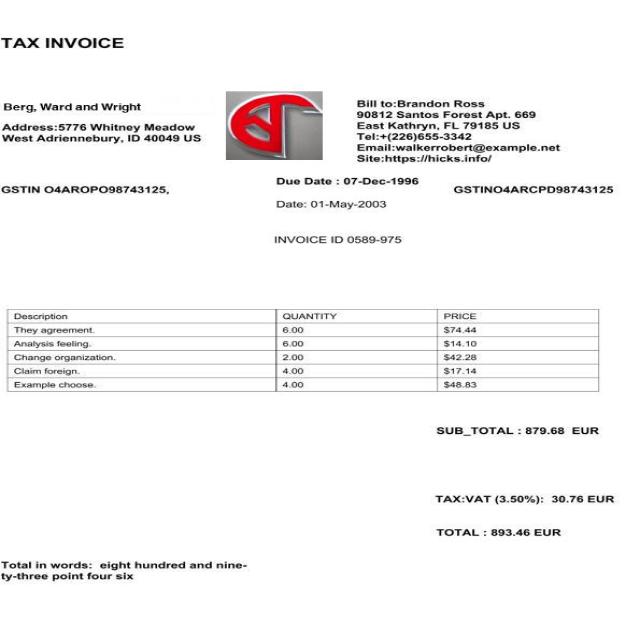 TAX INVOICE
Berg, Ward and Wright
Address:5776 Whitney Meadow
West Adriennebury, ID 40049 US
Bill to:Brandon Ross
90812 Santos Forest Apt. 669
East Kathryn, FL 79185 US
Tel:+(226)655-3342
Email:walkerrobert@example.net
Site:https://hicks.info/
GSTIN O4AROPO98743125,
Due Date : 07-Dec-1996
GSTINO4ARCPD98743125
Date: 01-May-2003
INVOICE ID 0589-975
Description QUANTITY PRICE
They agreement. 6.00 $74.44
Analysis feeling. 6.00 $14.10
Change organization. 2.00 $42.28
Claim foreign. 4.00 $17.14
Example choose. 4.00 $48.83
SUB_TOTAL : 879.68 EUR
TAX:VAT (3.50%): 30.76 EUR
TOTAL : 893.46 EUR
Total in words: eight hundred and nine-
ty-three point four six